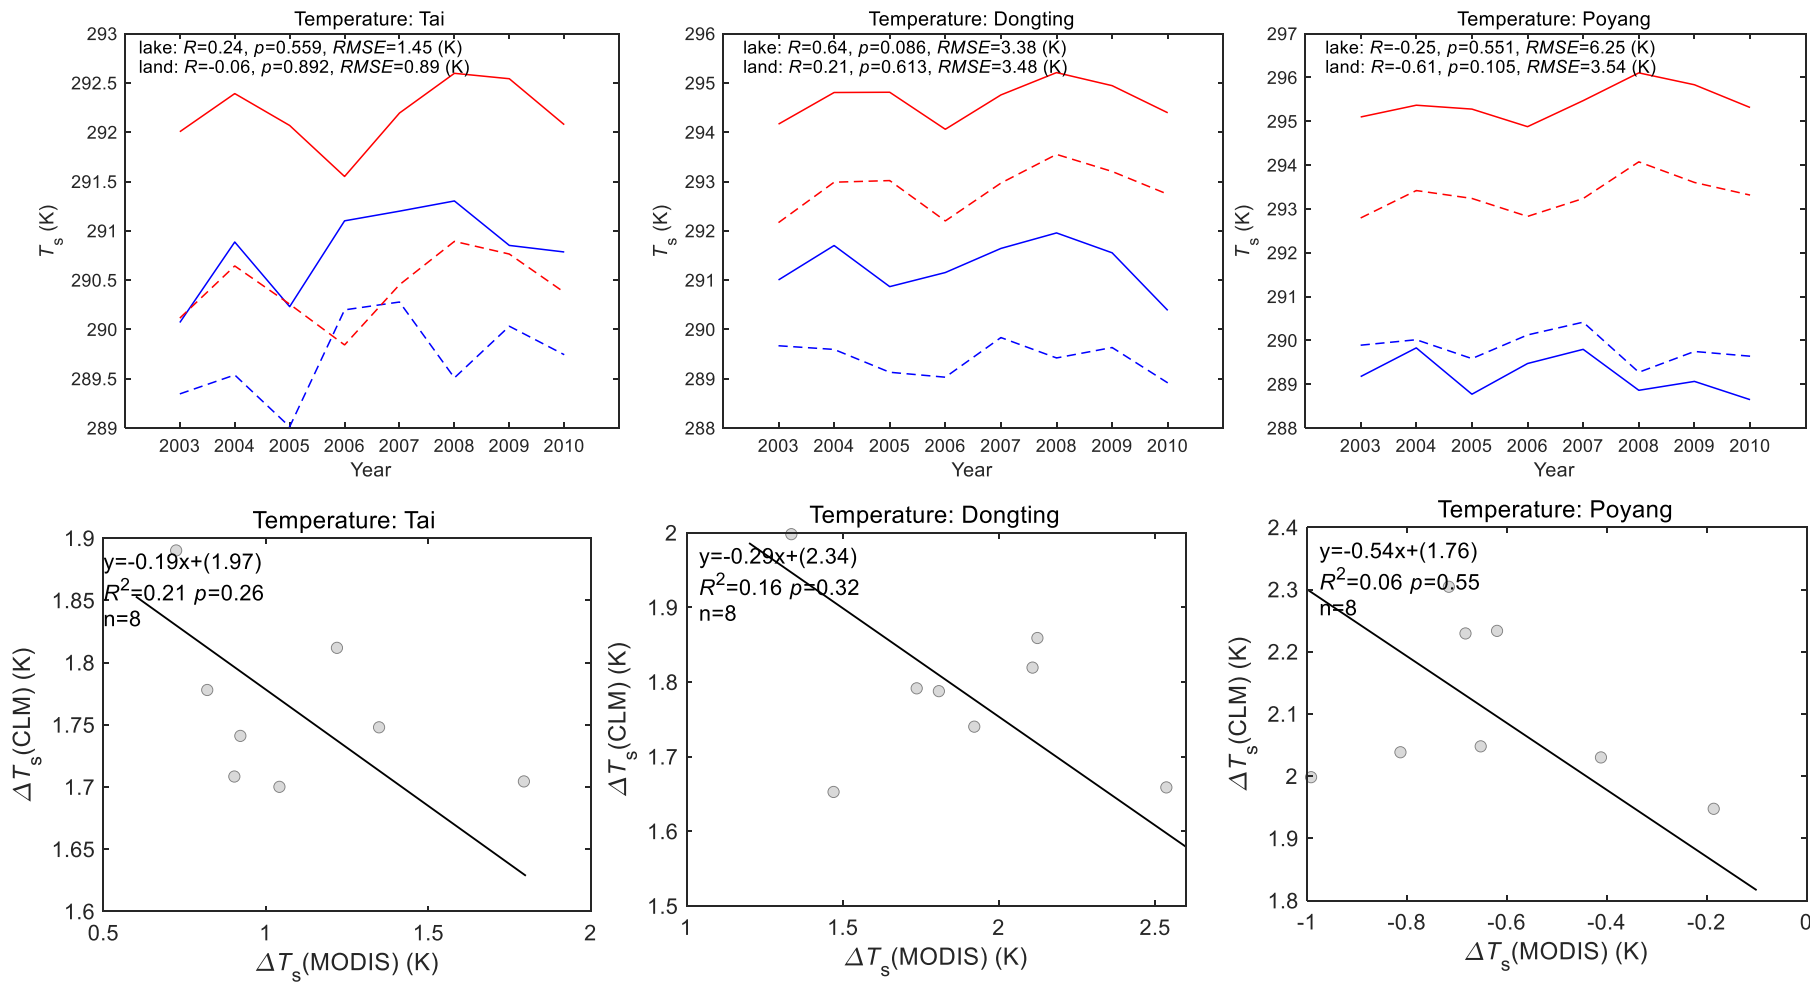 Temperature: Tai
lake: R=0.24, p=0.559, RMSE=1.45 (K)
land: R=-0.06, p=0.892, RMSE=0.89 (K)
293
292.5
292
291.5
291
290.5
290
289.5
289
Ts (K)
2003 2004 2005 2006 2007 2008 2009 2010
Year
Temperature: Dongting
lake: R=0.64, p=0.086, RMSE=3.38 (K)
land: R=0.21, p=0.613, RMSE=3.48 (K)
296
295
294
293
292
291
290
289
288
Ts (K)
2003 2004 2005 2006 2007 2008 2009 2010
Year
Temperature: Poyang
lake: R=-0.25, p=0.551, RMSE=6.25 (K)
land: R=-0.61, p=0.105, RMSE=3.54 (K)
297
296
295
294
293
292
291
290
289
288
Ts (K)
2003 2004 2005 2006 2007 2008 2009 2010
Year
Temperature: Tai
y=-0.19x+(1.97)
R2=0.21 p=0.26
n=8
1.9
1.85
1.8
1.75
1.7
1.65
1.6
ΔTs(CLM) (K)
0.5 1 1.5 2
ΔTs(MODIS) (K)
Temperature: Dongting
y=-0.29x+(2.34)
R2=0.16 p=0.32
n=8
2
1.9
1.8
1.7
1.6
1.5
ΔTs(CLM) (K)
1 1.5 2 2.5
ΔTs(MODIS) (K)
Temperature: Poyang
y=-0.54x+(1.76)
R2=0.06 p=0.55
n=8
2.4
2.3
2.2
2.1
2
1.9
1.8
ΔTs(CLM) (K)
-1 -0.8 -0.6 -0.4 -0.2 0
ΔTs(MODIS) (K)